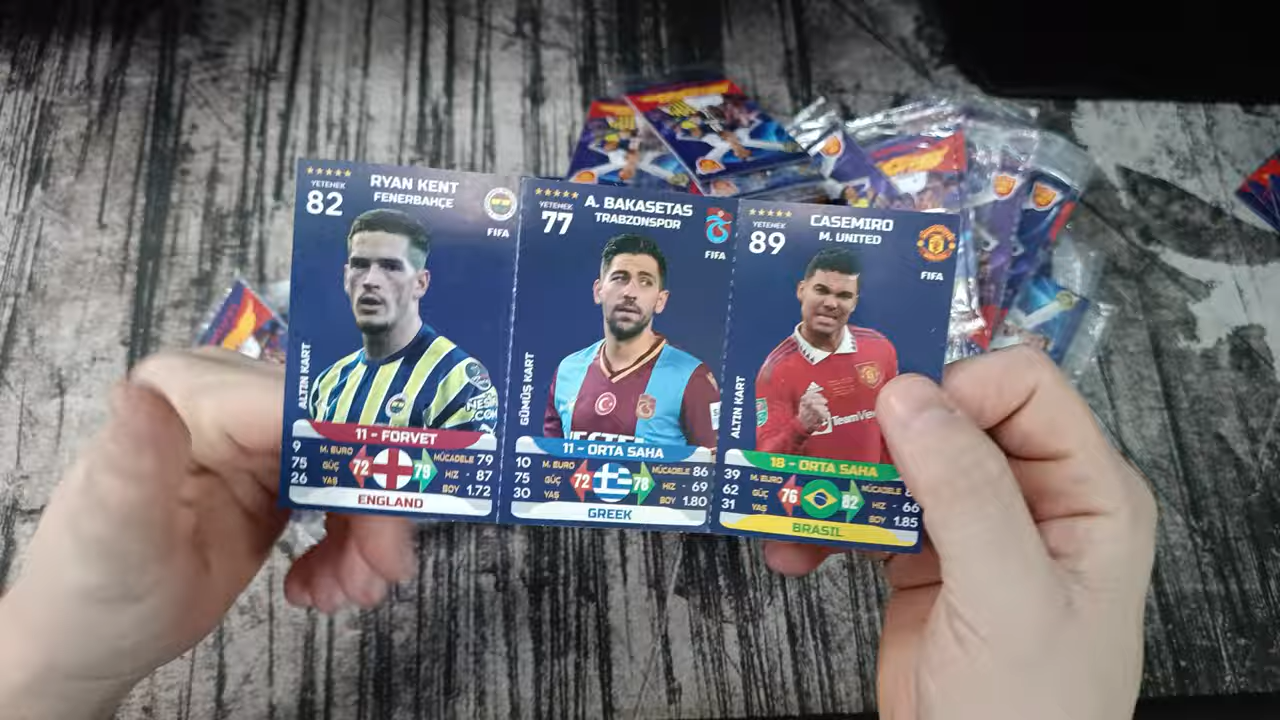 YETENEK
82
RYAN KENT
FENERBAHÇE
FIFA
ALTIN KART
11 - FORVET
9 M. EURO 72 79 MÜCADELE 79
75 GÜÇ HIZ - 87
26 YAŞ BOY 1.72
ENGLAND
YETENEK
77
A. BAKASETAS
TRABZONSPOR
FIFA
GÜMÜŞ KART
11 - ORTA SAHA
10 M. EURO 72 78 MÜCADELE 86
75 GÜÇ HIZ - 69
30 YAŞ BOY 1.80
GREEK
YETENEK
89
CASEMIRO
M. UNITED
FIFA
ALTIN KART
TeamView
18 - ORTA SAHA
39 M. EURO 76 82 MÜCADELE
62 GÜÇ HIZ - 66
31 YAŞ BOY 1.85
BRASIL